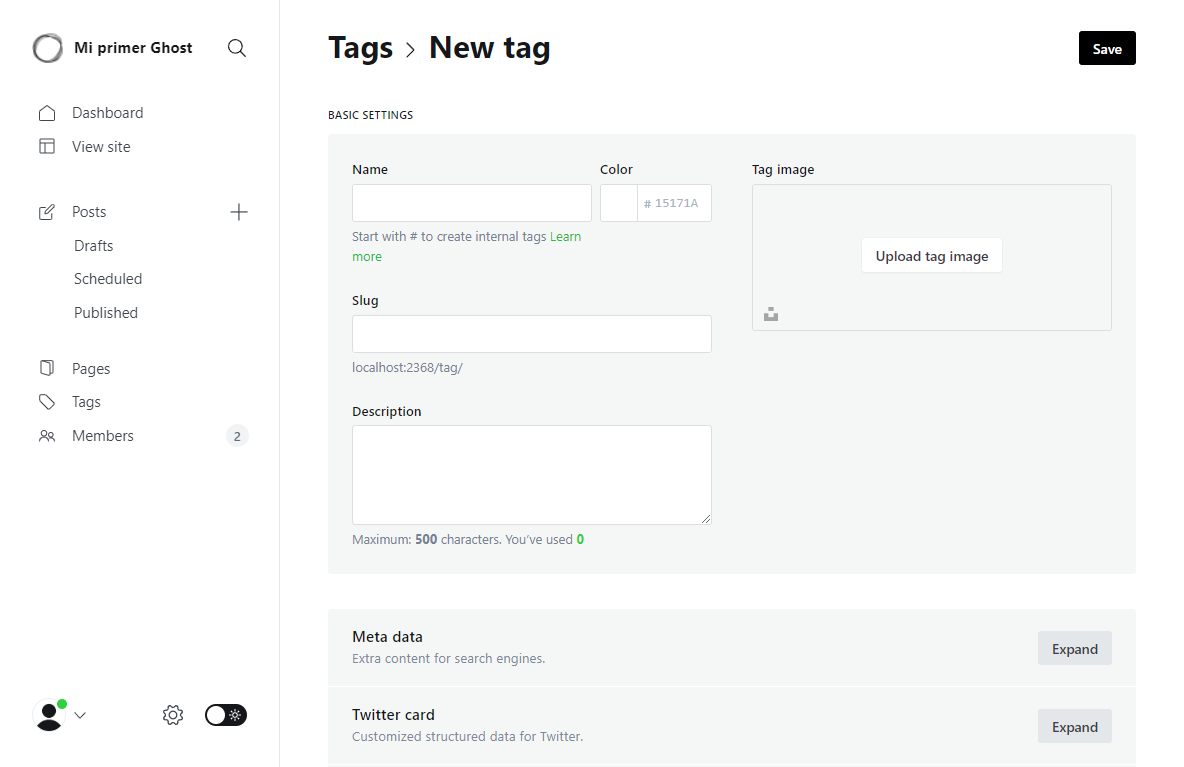 Mi primer Ghost
Dashboard
View site
Posts
Drafts
Scheduled
Published
Pages
Tags
Members
2
Tags > New tag
Save
BASIC SETTINGS
Name
Color
# 15171A
Start with # to create internal tags Learn
more
Slug
localhost:2368/tag/
Description
Maximum: 500 characters. You’ve used 0
Tag image
Upload tag image
Meta data
Extra content for search engines.
Expand
Twitter card
Customized structured data for Twitter.
Expand